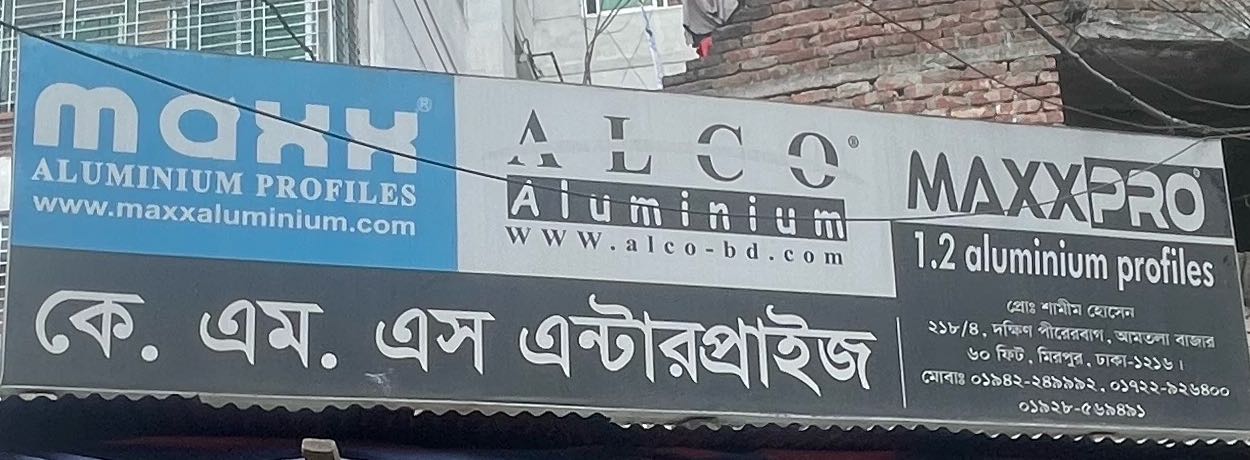 maxx®
ALUMINIUM PROFILES
www.maxxaluminium.com
ALCO®
Aluminium
www.alco-bd.com
MAXXPRO®
1.2 aluminium profiles
কে. এম. এস এন্টারপ্রাইজ
প্রোঃ শামীম হোসেন
২১৮/৪, দক্ষিণ পীরেরবাগ, আমতলা বাজার
৬০ ফিট, মিরপুর, ঢাকা-১২১৬।
মোবাঃ ০১৯৪২-২৪৯৯৯২, ০১৭২২-৯২৬৪০০
০১৯২৮-৫৬৯৪৯১